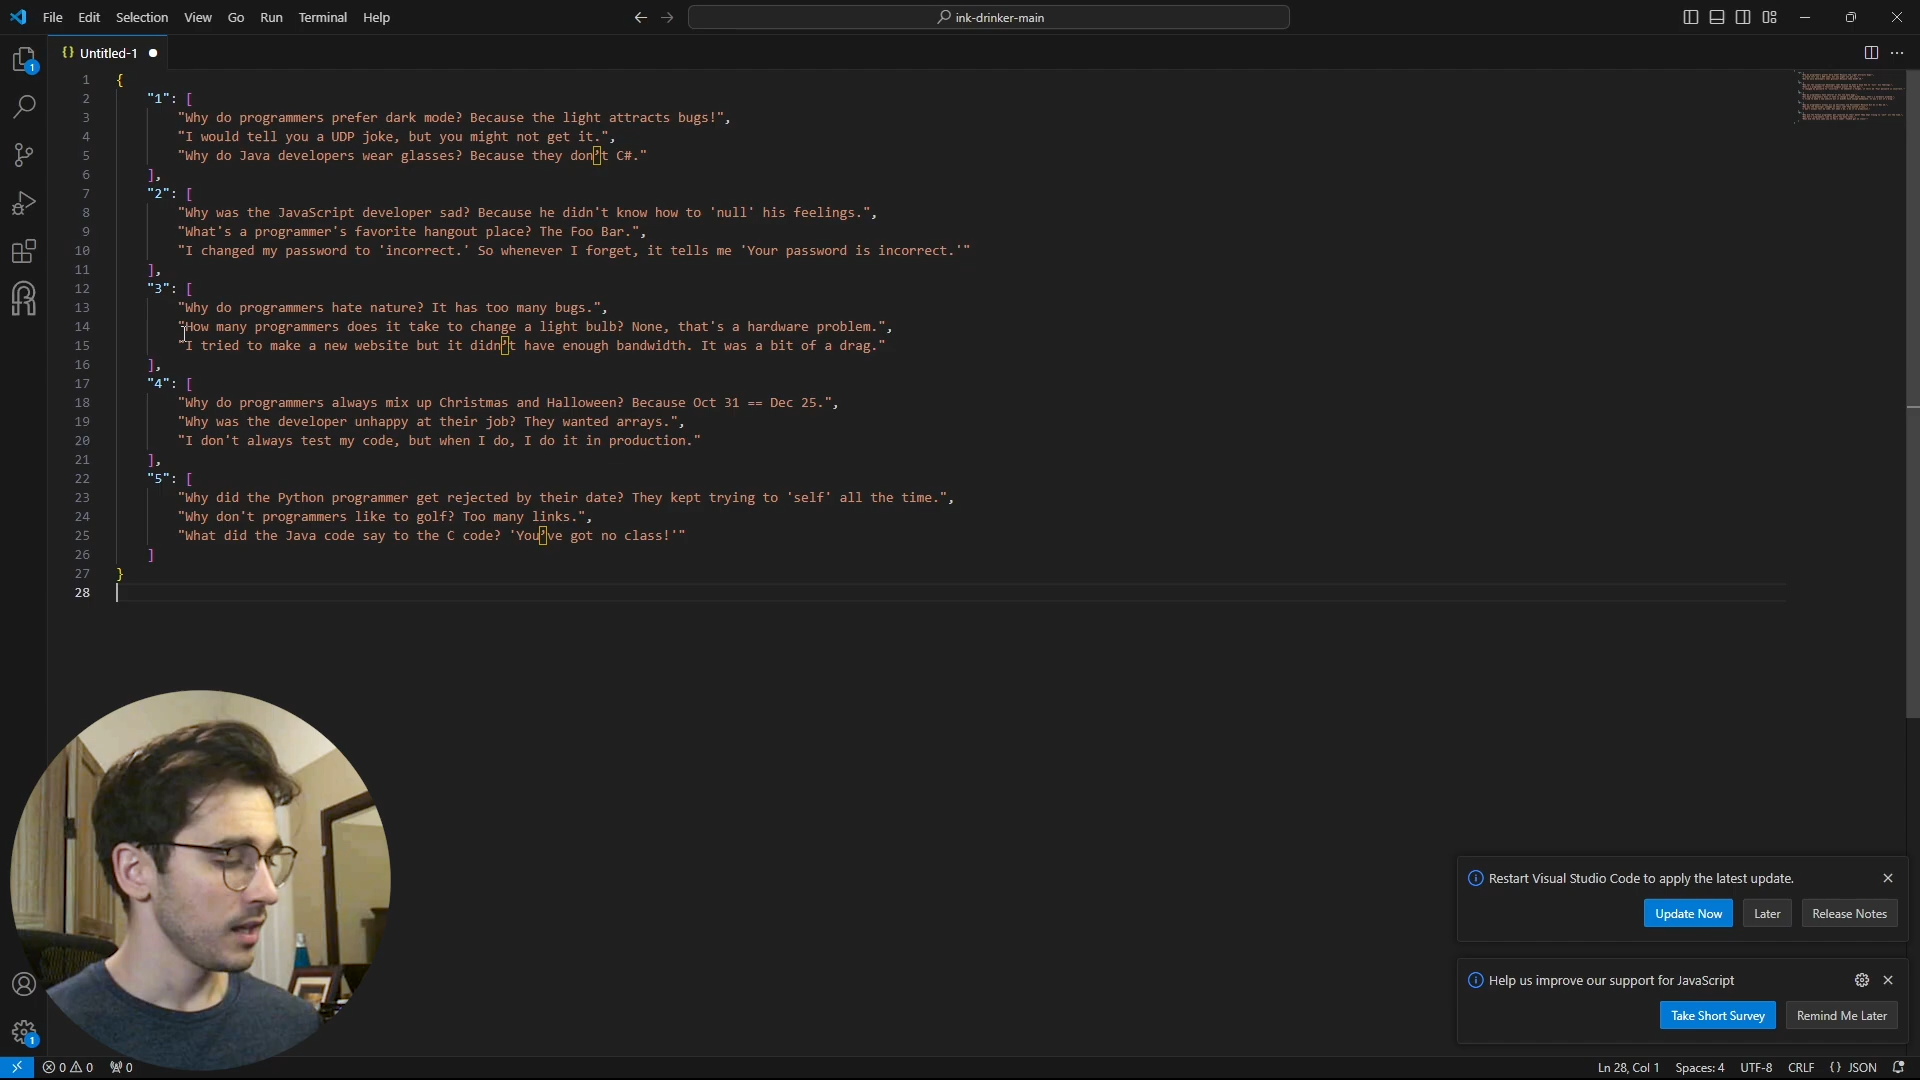 File Edit Selection View Go Run Terminal Help
ink-drinker-main
1
{} Untitled-1
1 {
2 "1": [
3 "Why do programmers prefer dark mode? Because the light attracts bugs!",
4 "I would tell you a UDP joke, but you might not get it.",
5 "Why do Java developers wear glasses? Because they don’t C#."
6 ],
7 "2": [
8 "Why was the JavaScript developer sad? Because he didn't know how to 'null' his feelings.",
9 "What's a programmer's favorite hangout place? The Foo Bar.",
10 "I changed my password to 'incorrect.' So whenever I forget, it tells me 'Your password is incorrect.'"
11 ],
12 "3": [
13 "Why do programmers hate nature? It has too many bugs.",
14 "How many programmers does it take to change a light bulb? None, that's a hardware problem.",
15 "I tried to make a new website but it didn’t have enough bandwidth. It was a bit of a drag."
16 ],
17 "4": [
18 "Why do programmers always mix up Christmas and Halloween? Because Oct 31 == Dec 25.",
19 "Why was the developer unhappy at their job? They wanted arrays.",
20 "I don't always test my code, but when I do, I do it in production."
21 ],
22 "5": [
23 "Why did the Python programmer get rejected by their date? They kept trying to 'self' all the time.",
24 "Why don't programmers like to golf? Too many links.",
25 "What did the Java code say to the C code? 'You’ve got no class!'"
26 ]
27 }
28
Restart Visual Studio Code to apply the latest update.
Update Now Later Release Notes
Help us improve our support for JavaScript
Take Short Survey Remind Me Later
1
0 0 0 Ln 28, Col 1 Spaces: 4 UTF-8 CRLF {} JSON